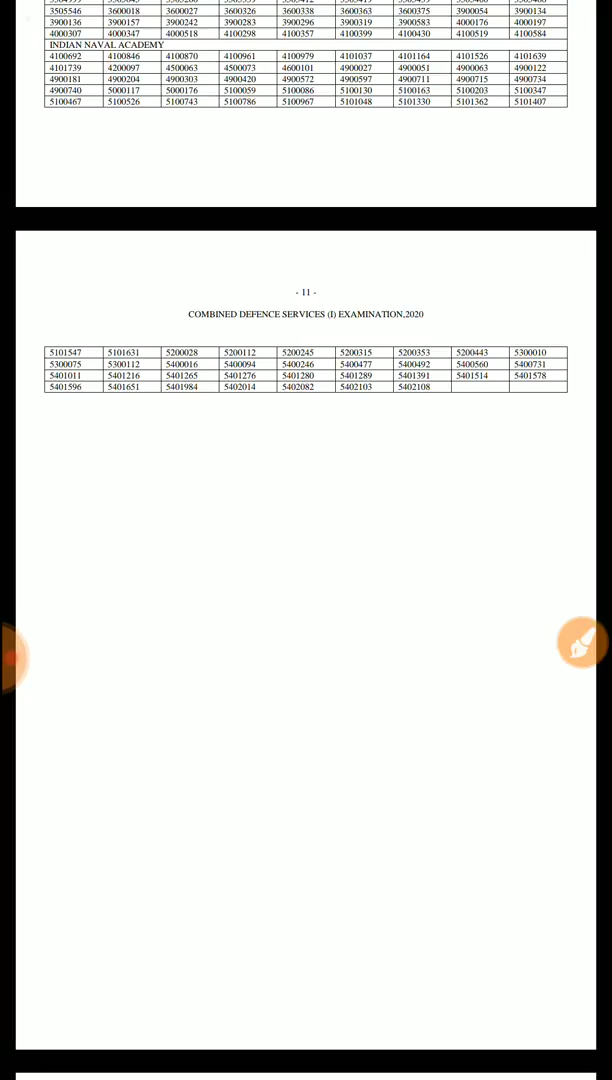 3505546 3600018 3600027 3600326 3600338 3600363 3600375 3900054 3900134
3900136 3900157 3900242 3900283 3900296 3900319 3900583 4000176 4000197
4000307 4000347 4000518 4100298 4100357 4100399 4100430 4100519 4100584
INDIAN NAVAL ACADEMY
4100692 4100846 4100870 4100961 4100979 4101037 4101164 4101526 4101639
4101739 4200097 4500063 4500073 4600101 4900027 4900051 4900063 4900122
4900181 4900204 4900303 4900420 4900572 4900597 4900711 4900715 4900734
4900740 5000117 5000176 5100059 5100086 5100130 5100163 5100203 5100347
5100467 5100526 5100743 5100786 5100967 5101048 5101330 5101362 5101407
- 11 -
COMBINED DEFENCE SERVICES (I) EXAMINATION,2020
5101547 5101631 5200028 5200112 5200245 5200315 5200353 5200443 5300010
5300075 5300112 5400016 5400094 5400246 5400477 5400492 5400560 5400731
5401011 5401216 5401265 5401276 5401280 5401289 5401391 5401514 5401578
5401596 5401651 5401984 5402014 5402082 5402103 5402108